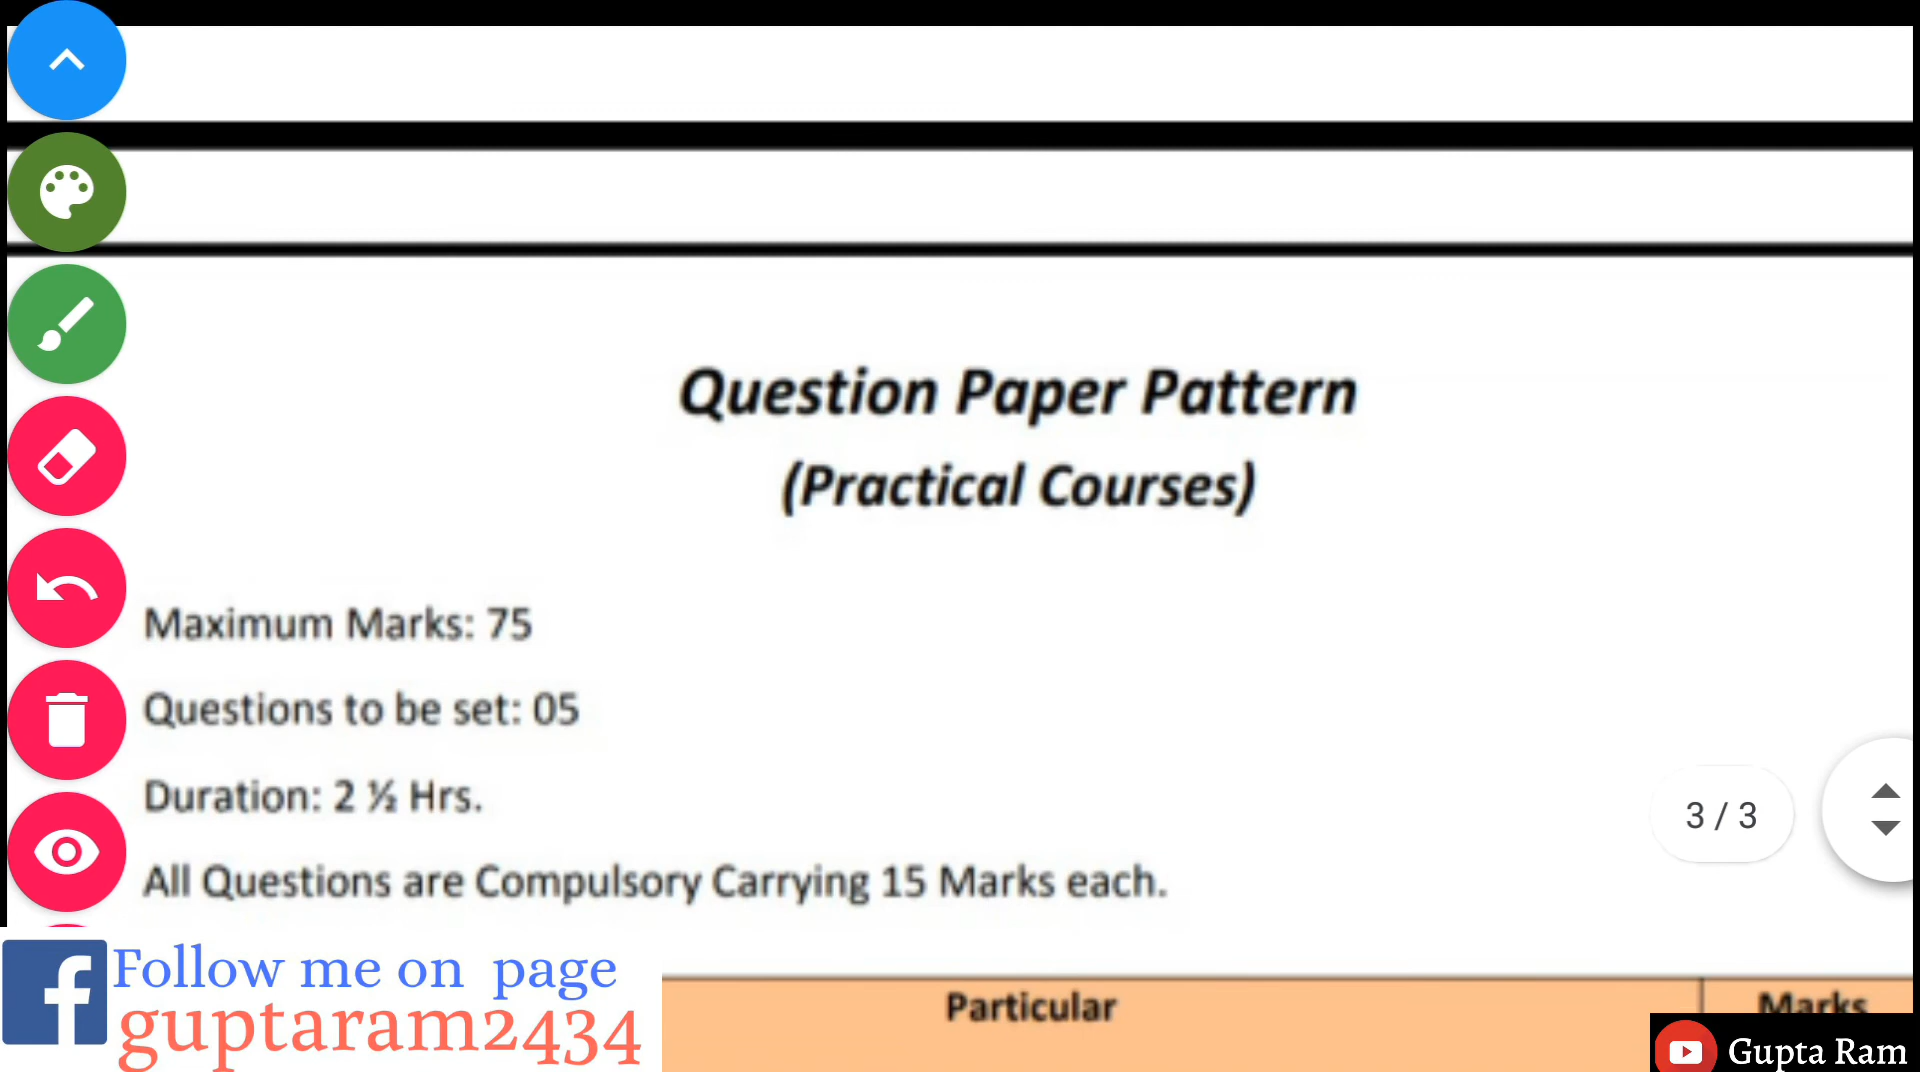 Question Paper Pattern
(Practical Courses)
Maximum Marks: 75
Questions to be set: 05
Duration: 2 ½ Hrs.
3 / 3
All Questions are Compulsory Carrying 15 Marks each.
Follow me on page
guptaram2434
Particular
Marks
Gupta Ram